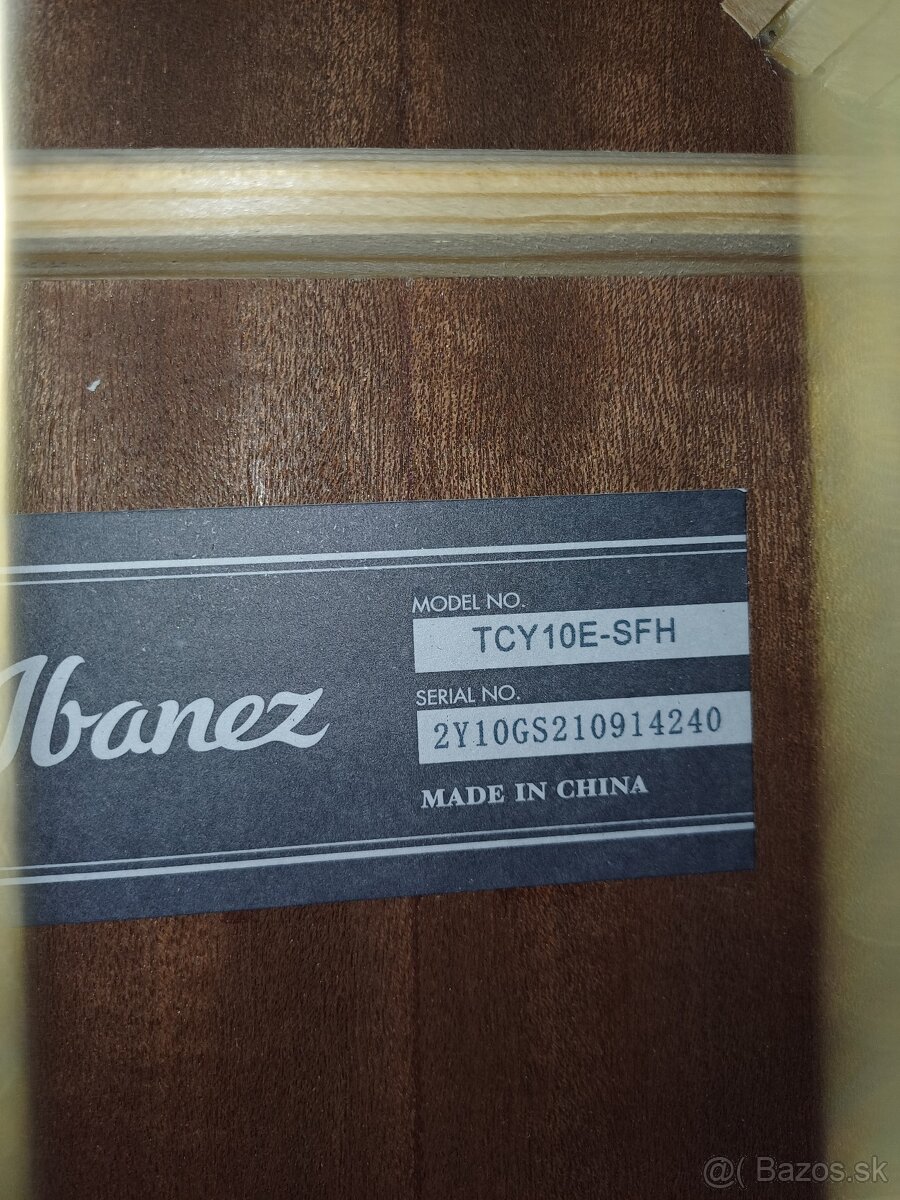 MODEL NO.
TCY10E-SFH
Ibanez
SERIAL NO.
2Y10GS210914240
MADE IN CHINA
@( Bazos.sk